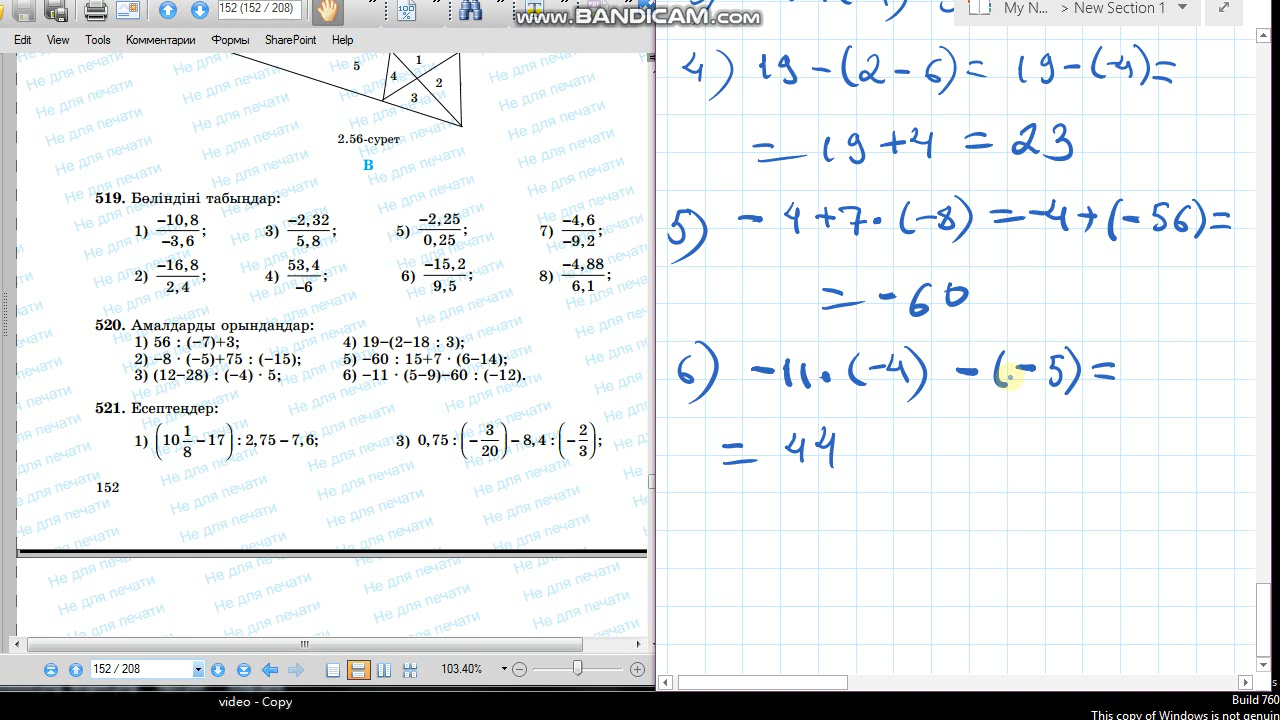 152 (152 / 208)
www.BANDICAM.com
My N... > New Section 1
Edit View Tools Комментарии Формы SharePoint Help
1
5
4
2
3
2.56-сурет
В
519. Бөліндіні табыңдар:
1) −10,8/−3,6; 3) −2,32/5,8; 5) −2,25/0,25; 7) −4,6/−9,2;
2) −16,8/2,4; 4) 53,4/−6; 6) −15,2/9,5; 8) −4,88/6,1;
520. Амалдарды орындаңдар:
1) 56 : (−7)+3; 4) 19−(2−18 : 3);
2) −8 · (−5)+75 : (−15); 5) −60 : 15+7 · (6−14);
3) (12−28) : (−4) · 5; 6) −11 · (5−9)−60 : (−12).
521. Есептеңдер:
1) (10 1/8 − 17) : 2,75 − 7,6; 3) 0,75 : (−3/20) − 8,4 : (−2/3);
152
Не для печати
4) 19 − (2 − 6) = 19 − (−4) =
= 19 + 4 = 23
5) − 4 + 7 · (−8) = −4 + (−56) =
= −60
6) −11 · (−4) − (−5) =
= 44
152 / 208 103.40%
video - Copy
Build 760
This copy of Windows is not genuin